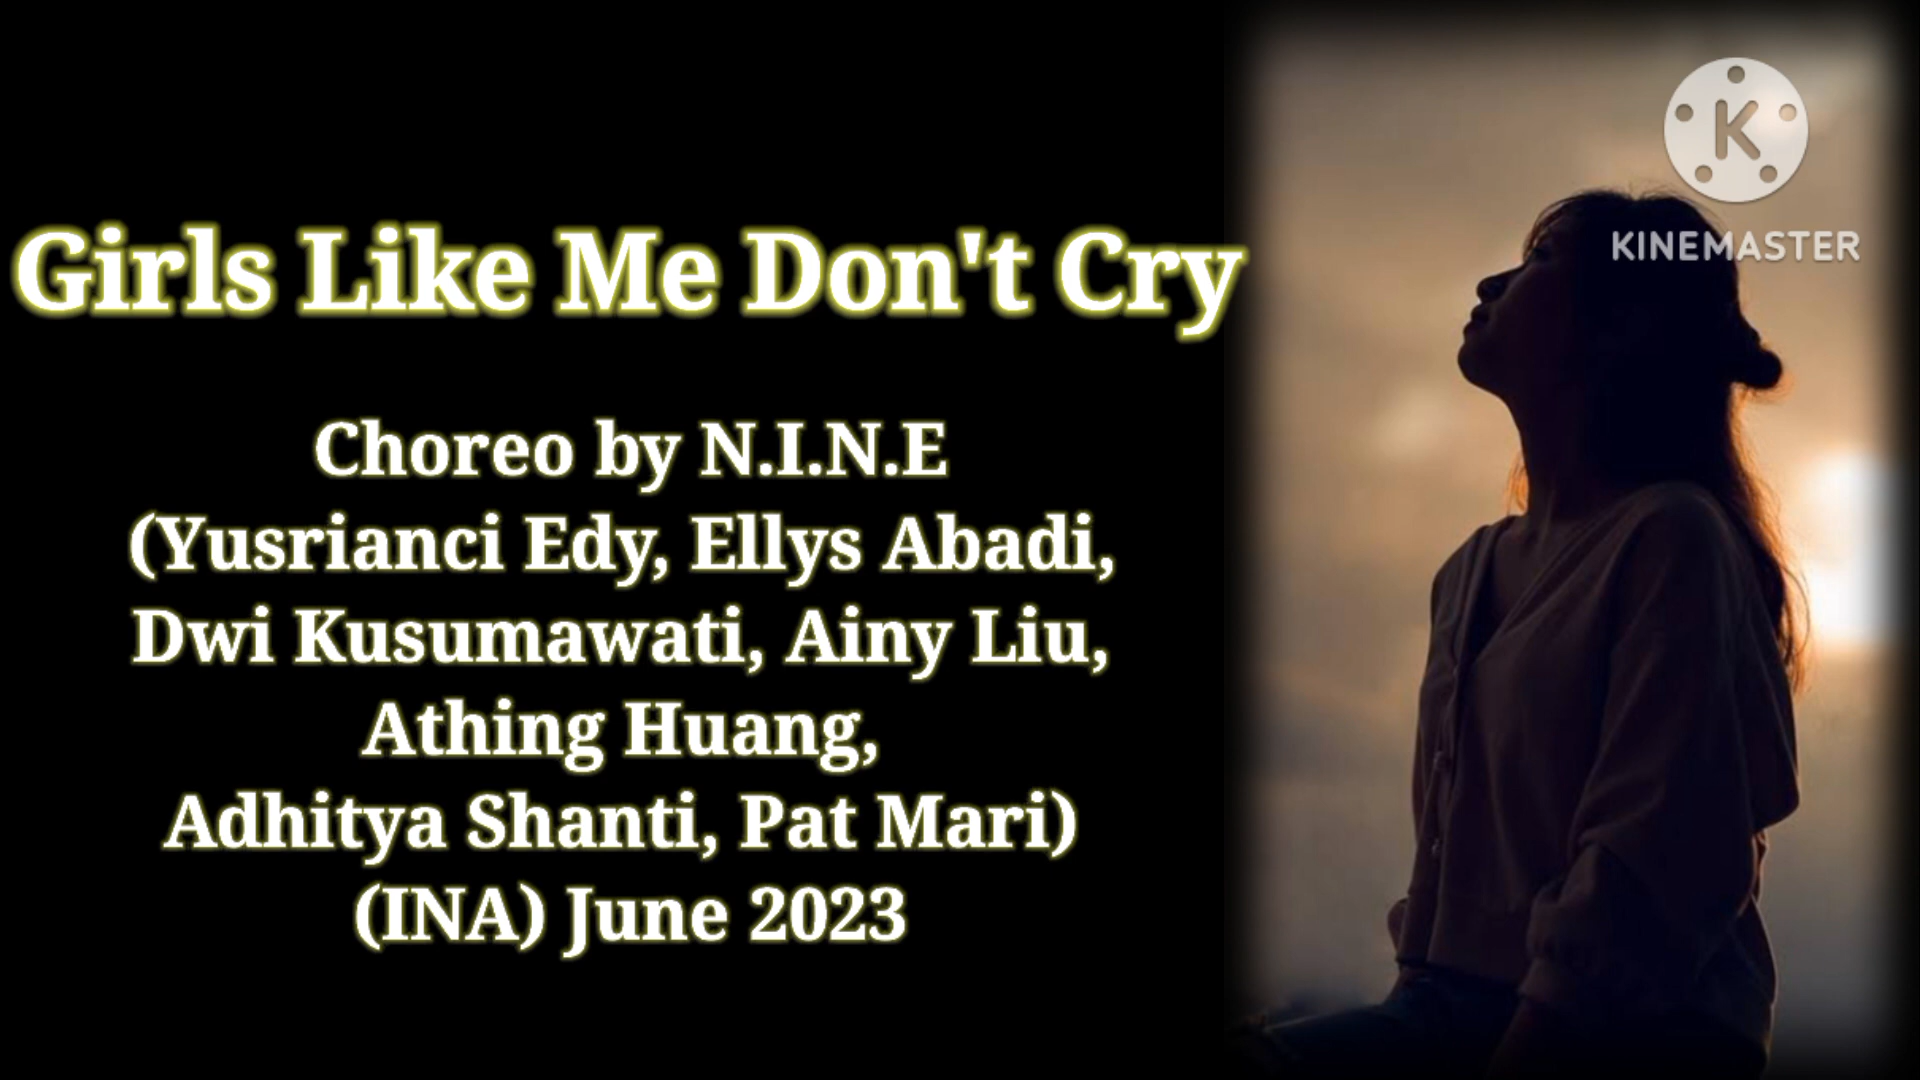 Girls Like Me Don't Cry
Choreo by N.I.N.E
(Yusrianci Edy, Ellys Abadi,
Dwi Kusumawati, Ainy Liu,
Athing Huang,
Adhitya Shanti, Pat Mari)
(INA) June 2023
K
KINEMASTER